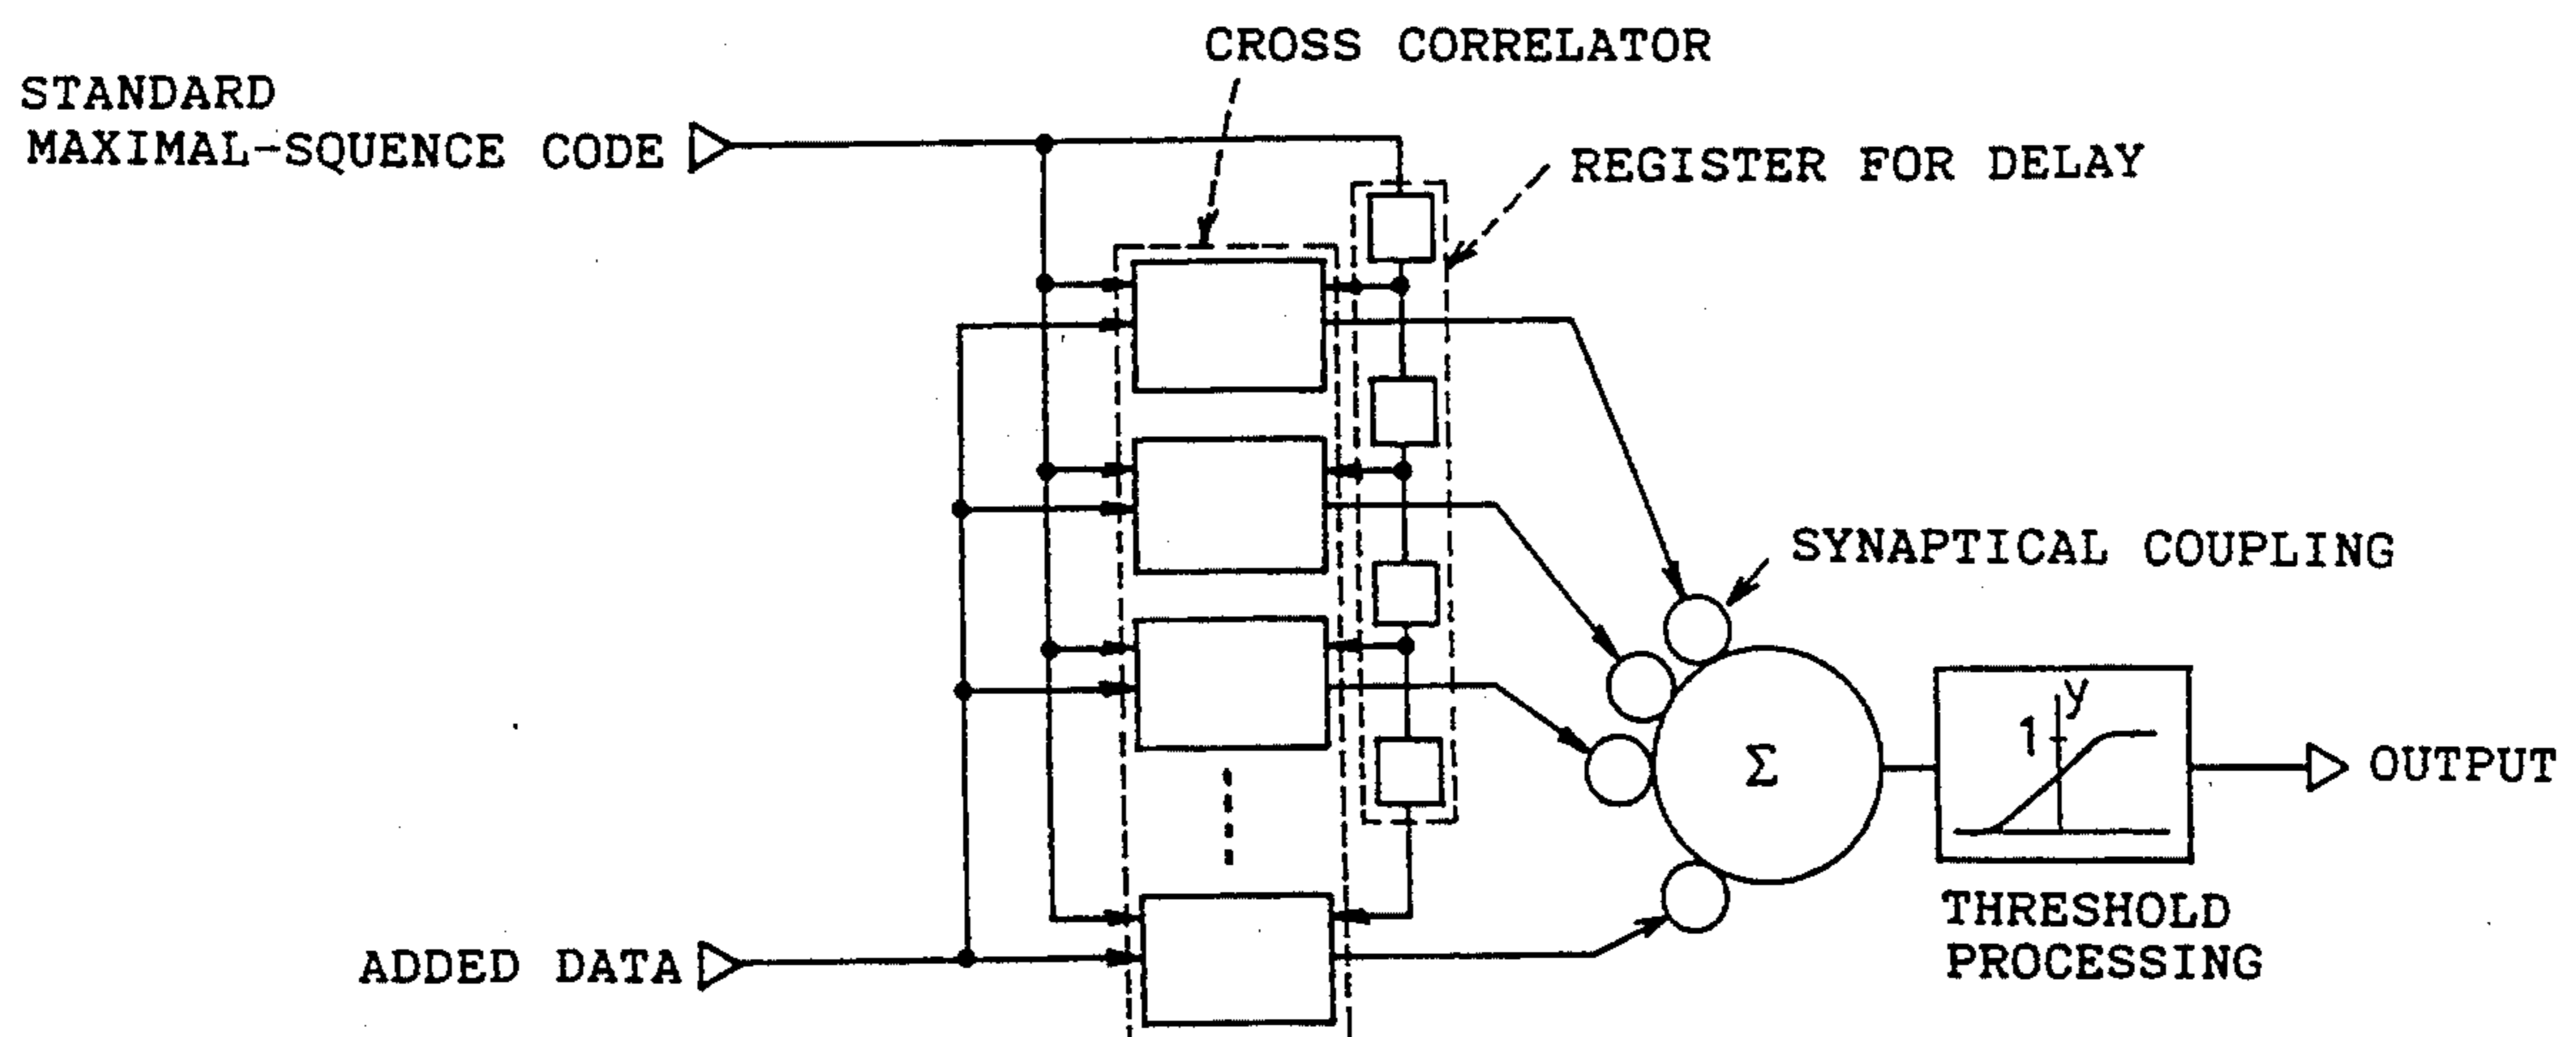 CROSS CORRELATOR
STANDARD
MAXIMAL-SQUENCE CODE
REGISTER FOR DELAY
SYNAPTICAL COUPLING
Σ
y
1
OUTPUT
THRESHOLD
PROCESSING
ADDED DATA